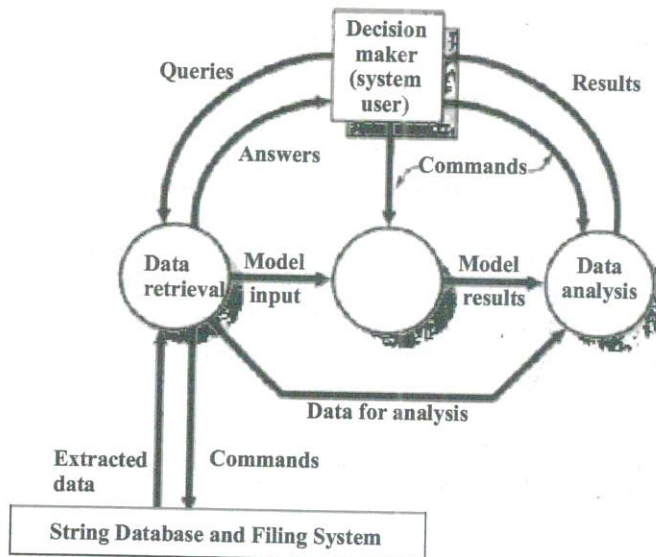 Decision
maker
(system
user)
Queries
Results
Answers
Commands
Data
retrieval
Model
input
Model
results
Data
analysis
Data for analysis
Extracted
data
Commands
String Database and Filing System